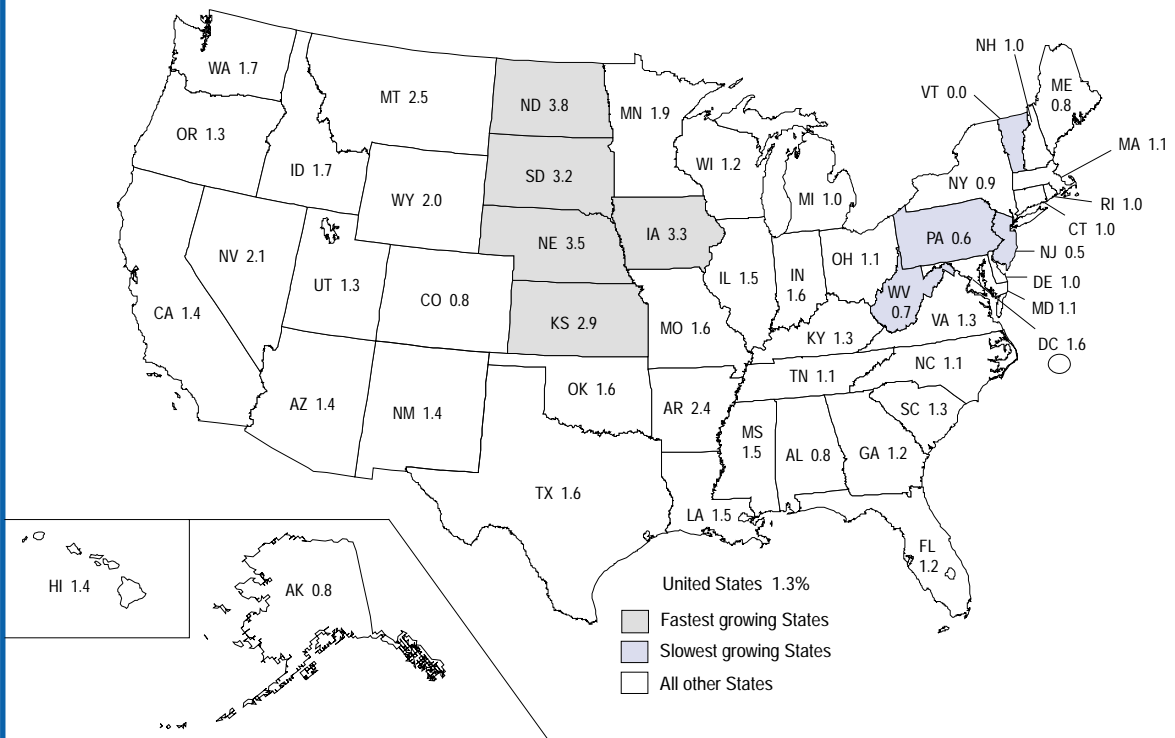 NH 1.0
VT 0.0
ME
0.8
WA 1.7
MT 2.5
ND 3.8
MN 1.9
OR 1.3
MA 1.1
WI 1.2
ID 1.7
SD 3.2
NY 0.9
MI 1.0
WY 2.0
RI 1.0
CT 1.0
IA 3.3
PA 0.6
NE 3.5
NJ 0.5
NV 2.1
OH 1.1
IL 1.5
IN
1.6
UT 1.3
DE 1.0
CO 0.8
WV
0.7
MD 1.1
CA 1.4
KS 2.9
MO 1.6
VA 1.3
KY 1.3
DC 1.6
NC 1.1
TN 1.1
OK 1.6
AZ 1.4
NM 1.4
AR 2.4
SC 1.3
MS
1.5
AL 0.8
GA 1.2
TX 1.6
LA 1.5
FL
1.2
HI 1.4
AK 0.8
United States 1.3%
Fastest growing States
Slowest growing States
All other States